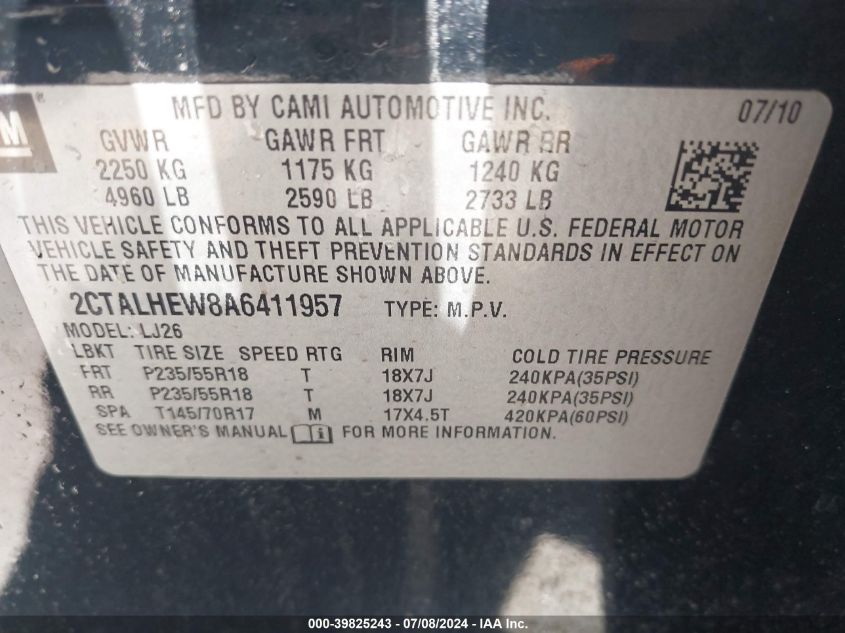 M ®
MFD BY CAMI AUTOMOTIVE INC. 07/10
GVWR GAWR FRT GAWR RR
2250 KG 1175 KG 1240 KG
4960 LB 2590 LB 2733 LB
THIS VEHICLE CONFORMS TO ALL APPLICABLE U.S. FEDERAL MOTOR
VEHICLE SAFETY AND THEFT PREVENTION STANDARDS IN EFFECT ON
THE DATE OF MANUFACTURE SHOWN ABOVE.
2CTALHEW8A6411957 TYPE: M.P.V.
MODEL: LJ26
LBKT TIRE SIZE SPEED RTG RIM COLD TIRE PRESSURE
FRT P235/55R18 T 18X7J 240KPA(35PSI)
RR P235/55R18 T 18X7J 240KPA(35PSI)
SPA T145/70R17 M 17X4.5T 420KPA(60PSI)
SEE OWNER'S MANUAL FOR MORE INFORMATION.
000-39825243 - 07/08/2024 - IAA Inc.